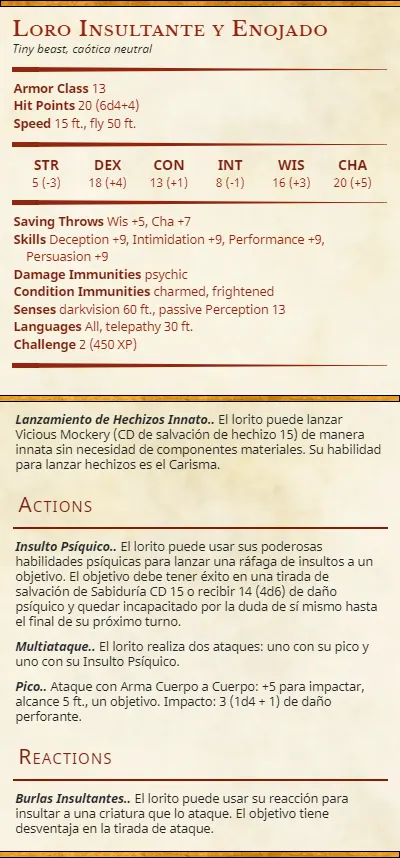 Loro Insultante y Enojado
Tiny beast, caótica neutral
Armor Class 13
Hit Points 20 (6d4+4)
Speed 15 ft., fly 50 ft.
STR DEX CON INT WIS CHA
5 (-3) 18 (+4) 13 (+1) 8 (-1) 16 (+3) 20 (+5)
Saving Throws Wis +5, Cha +7
Skills Deception +9, Intimidation +9, Performance +9,
Persuasion +9
Damage Immunities psychic
Condition Immunities charmed, frightened
Senses darkvision 60 ft., passive Perception 13
Languages All, telepathy 30 ft.
Challenge 2 (450 XP)
Lanzamiento de Hechizos Innato.. El lorito puede lanzar
Vicious Mockery (CD de salvación de hechizo 15) de manera
innata sin necesidad de componentes materiales. Su habilidad
para lanzar hechizos es el Carisma.
Actions
Insulto Psíquico.. El lorito puede usar sus poderosas
habilidades psíquicas para lanzar una ráfaga de insultos a un
objetivo. El objetivo debe tener éxito en una tirada de
salvación de Sabiduría CD 15 o recibir 14 (4d6) de daño
psíquico y quedar incapacitado por la duda de sí mismo hasta
el final de su próximo turno.
Multiataque.. El lorito realiza dos ataques: uno con su pico y
uno con su Insulto Psíquico.
Pico.. Ataque con Arma Cuerpo a Cuerpo: +5 para impactar,
alcance 5 ft., un objetivo. Impacto: 3 (1d4 + 1) de daño
perforante.
Reactions
Burlas Insultantes.. El lorito puede usar su reacción para
insultar a una criatura que lo ataque. El objetivo tiene
desventaja en la tirada de ataque.